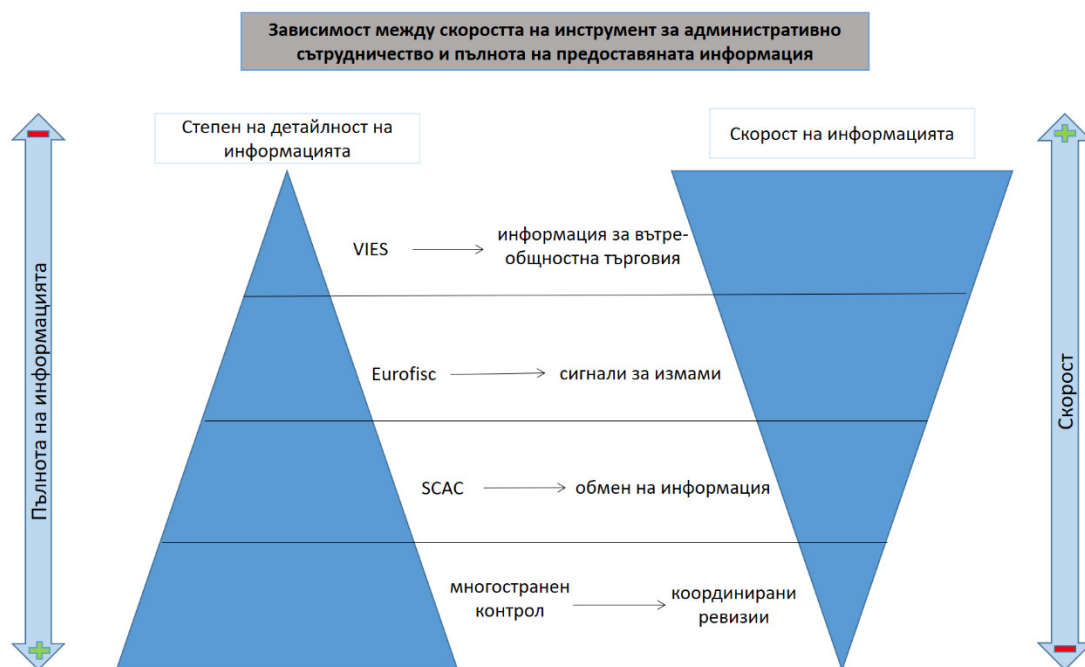 Зависимост между скоростта на инструмент за административно
сътрудничество и пълнота на предоставяната информация
Степен на детайлност на
информацията
Скорост на информацията
Пълнота на информацията
Скорост
VIES
информация за вътре-
общностна търговия
Eurofisc
сигнали за измами
SCAC
обмен на информация
многостранен
контрол
координирани
ревизии